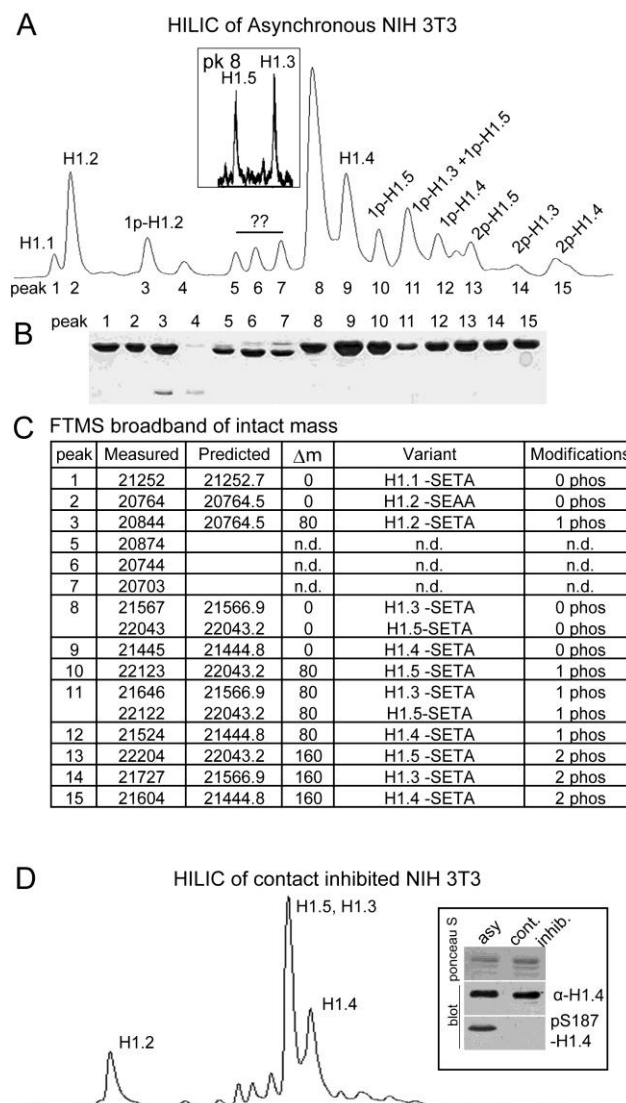 A HILIC of Asynchronous NIH 3T3
pk 8
H1.5 H1.3
H1.1
H1.2
1p-H1.2
??
H1.4
1p-H1.5
1p-H1.3 +1p-H1.5
1p-H1.4
2p-H1.5
2p-H1.3
2p-H1.4
peak 1 2 3 4 5 6 7 8 9 10 11 12 13 14 15
B peak 1 2 3 4 5 6 7 8 9 10 11 12 13 14 15
C FTMS broadband of intact mass
peak Measured Predicted Δm Variant Modifications
1 21252 21252.7 0 H1.1 -SETA 0 phos
2 20764 20764.5 0 H1.2 -SEAA 0 phos
3 20844 20764.5 80 H1.2 -SETA 1 phos
5 20874 n.d. n.d. n.d.
6 20744 n.d. n.d. n.d.
7 20703 n.d. n.d. n.d.
8 21567 21566.9 0 H1.3 -SETA 0 phos
22043 22043.2 0 H1.5-SETA 0 phos
9 21445 21444.8 0 H1.4 -SETA 0 phos
10 22123 22043.2 80 H1.5 -SETA 1 phos
11 21646 21566.9 80 H1.3 -SETA 1 phos
22122 22043.2 80 H1.5-SETA 1 phos
12 21524 21444.8 80 H1.4 -SETA 1 phos
13 22204 22043.2 160 H1.5 -SETA 2 phos
14 21727 21566.9 160 H1.3 -SETA 2 phos
15 21604 21444.8 160 H1.4 -SETA 2 phos
D HILIC of contact inhibited NIH 3T3
H1.2
H1.5, H1.3
H1.4
asy cont. inhib.
ponceau S
blot
α-H1.4
pS187
-H1.4